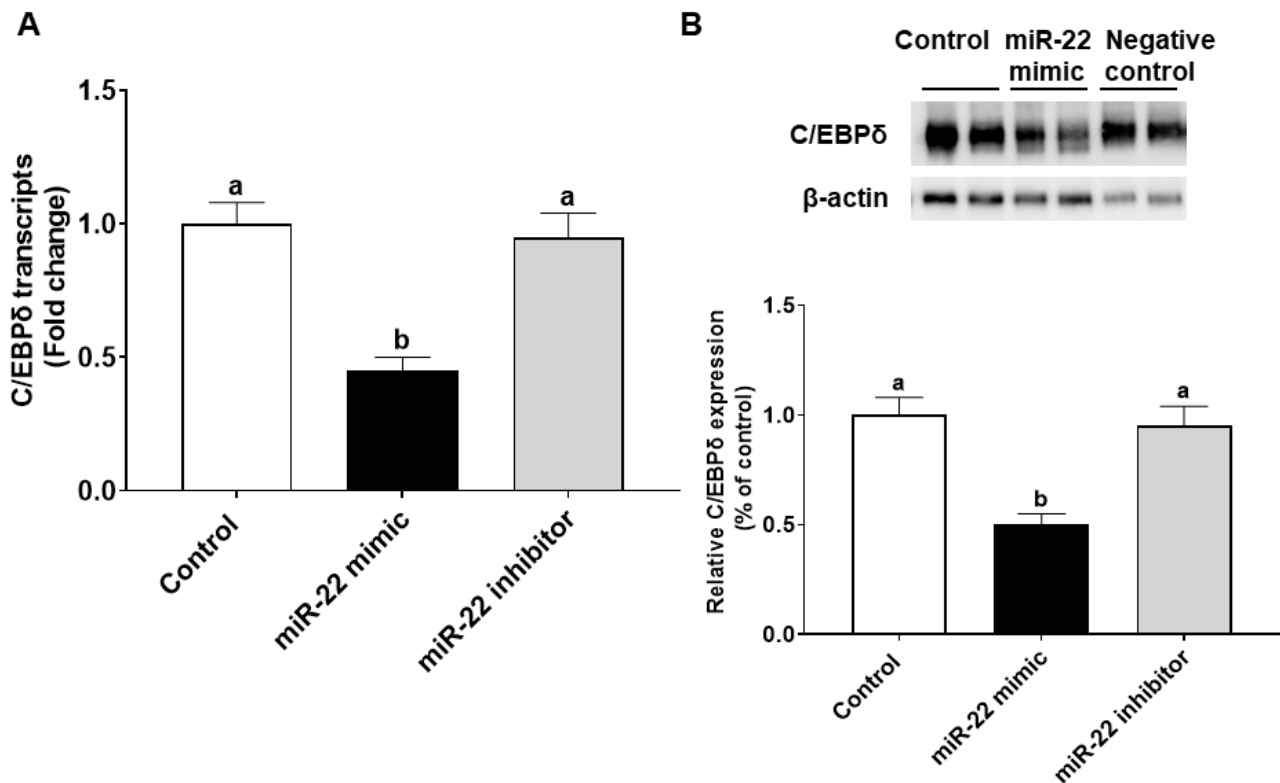 A
C/EBPδ transcripts
(Fold change)
1.5
1.0
0.5
0.0
a
b
a
Control
miR-22 mimic
miR-22 inhibitor
B
Control miR-22 Negative
mimic control
C/EBPδ
β-actin
Relative C/EBPδ expression
(% of control)
1.5
1.0
0.5
0.0
a
b
a
Control
miR-22 mimic
miR-22 inhibitor